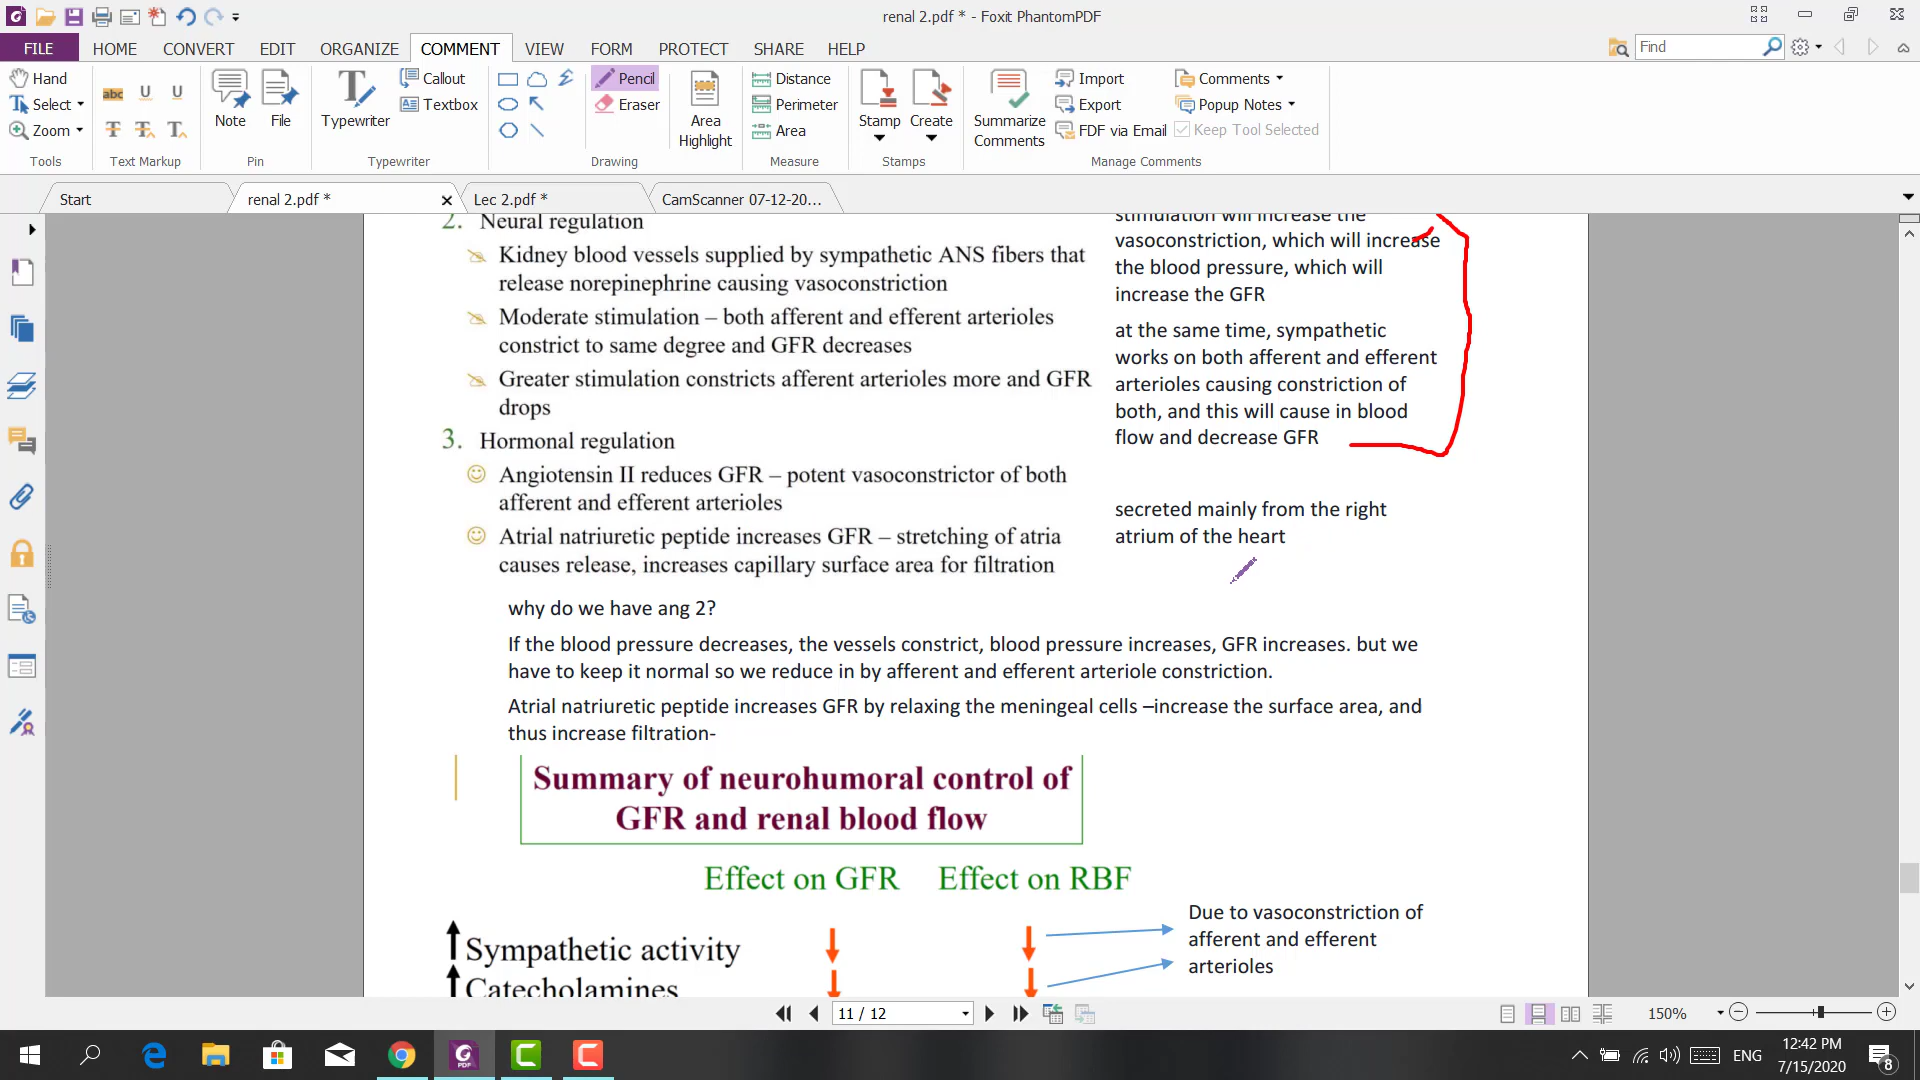 renal 2.pdf * - Foxit PhantomPDF
FILE HOME CONVERT EDIT ORGANIZE COMMENT VIEW FORM PROTECT SHARE HELP
Find
Hand
Select
Zoom
Tools
abc U U
T T T
Text Markup
Note
File
Pin
Typewriter
Callout
Textbox
Typewriter
Pencil
Eraser
Drawing
Area
Highlight
Distance
Perimeter
Area
Measure
Stamp
Create
Stamps
Summarize
Comments
Import
Export
FDF via Email
Comments
Popup Notes
Keep Tool Selected
Manage Comments
Start
renal 2.pdf *
Lec 2.pdf *
CamScanner 07-12-20...
2. Neural regulation
Kidney blood vessels supplied by sympathetic ANS fibers that
release norepinephrine causing vasoconstriction
Moderate stimulation – both afferent and efferent arterioles
constrict to same degree and GFR decreases
Greater stimulation constricts afferent arterioles more and GFR
drops
3. Hormonal regulation
Angiotensin II reduces GFR – potent vasoconstrictor of both
afferent and efferent arterioles
Atrial natriuretic peptide increases GFR – stretching of atria
causes release, increases capillary surface area for filtration
stimulation will increase the
vasoconstriction, which will increase
the blood pressure, which will
increase the GFR
at the same time, sympathetic
works on both afferent and efferent
arterioles causing constriction of
both, and this will cause in blood
flow and decrease GFR
secreted mainly from the right
atrium of the heart
why do we have ang 2?
If the blood pressure decreases, the vessels constrict, blood pressure increases, GFR increases. but we
have to keep it normal so we reduce in by afferent and efferent arteriole constriction.
Atrial natriuretic peptide increases GFR by relaxing the meningeal cells –increase the surface area, and
thus increase filtration-
Summary of neurohumoral control of
GFR and renal blood flow
Effect on GFR Effect on RBF
Sympathetic activity
Catecholamines
Due to vasoconstriction of
afferent and efferent
arterioles
11 / 12
150%
PDF
ENG
12:42 PM
7/15/2020
8